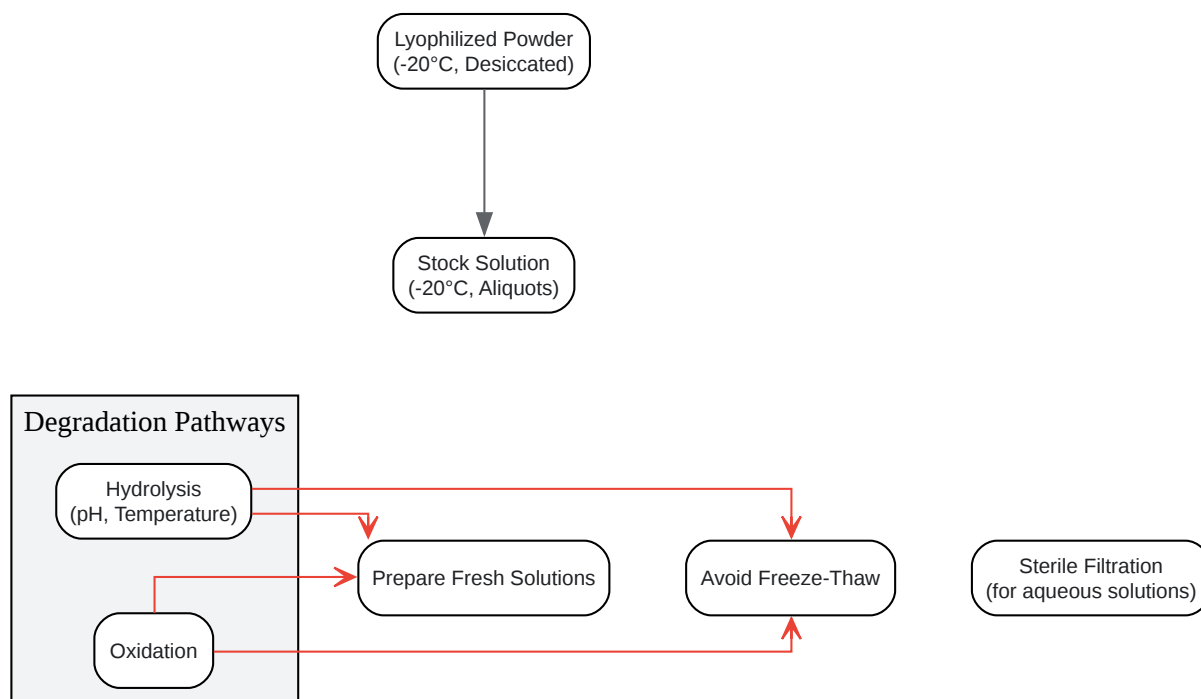 Lyophilized Powder
(-20°C, Desiccated)
Stock Solution
(-20°C, Aliquots)
Degradation Pathways
Hydrolysis
(pH, Temperature)
Prepare Fresh Solutions
Avoid Freeze-Thaw
Sterile Filtration
(for aqueous solutions)
Oxidation